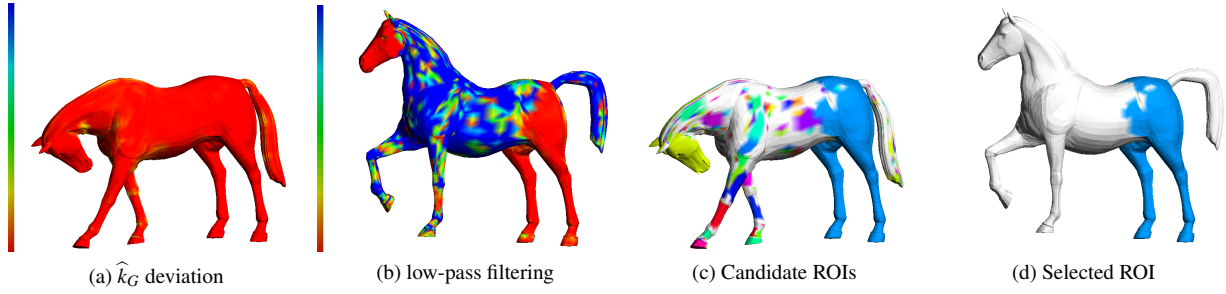 (a) $\widehat{k}_G$ deviation
(b) low-pass filtering
(c) Candidate ROIs
(d) Selected ROI